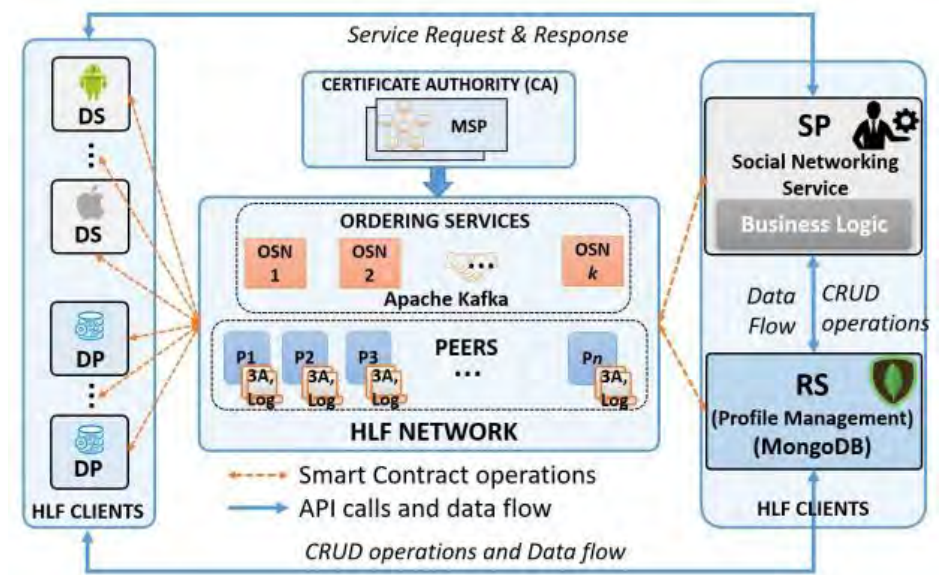 Service Request & Response
DS
DS
DP
DP
HLF CLIENTS
CERTIFICATE AUTHORITY (CA)
MSP
ORDERING SERVICES
OSN
1
OSN
2
...
OSN
k
Apache Kafka
PEERS
...
P1
3A,
Log
P2
3A,
Log
P3
3A,
Log
Pn
3A,
Log
HLF NETWORK
Smart Contract operations
API calls and data flow
SP
Social Networking
Service
Business Logic
Data
Flow
CRUD
operations
RS
(Profile Management)
(MongoDB)
HLF CLIENTS
CRUD operations and Data flow